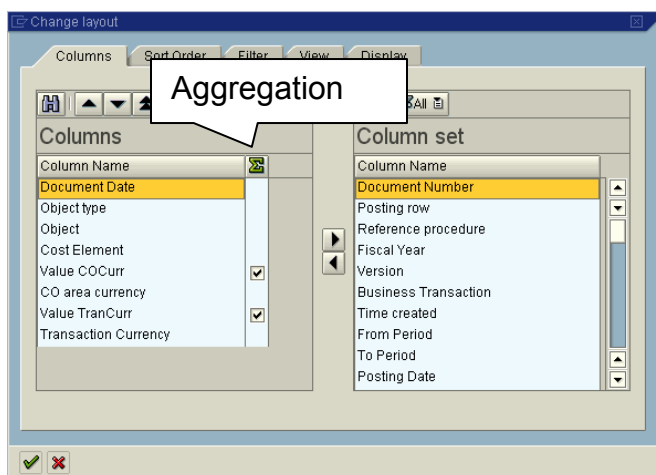 Change layout
Columns Sort Order Filter View Display
Aggregation
All
Columns
Column set
Column Name Σ
Column Name
Document Date
Object type
Object
Cost Element
Value COCurr
CO area currency
Value TranCurr
Transaction Currency
Document Number
Posting row
Reference procedure
Fiscal Year
Version
Business Transaction
Time created
From Period
To Period
Posting Date